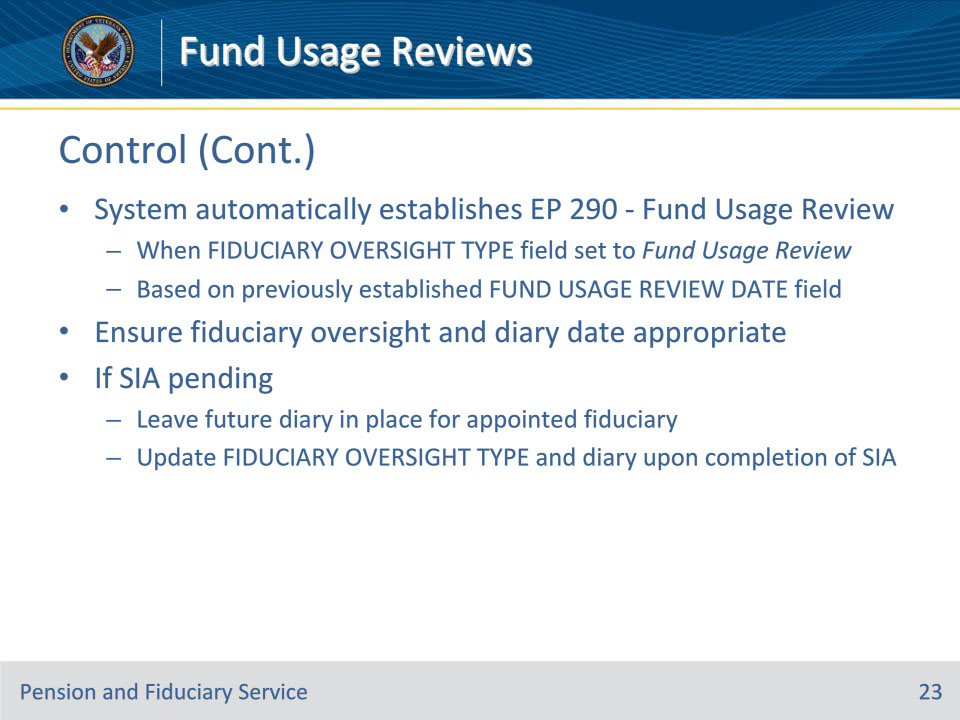 Fund Usage Reviews
Control (Cont.)
• System automatically establishes EP 290 - Fund Usage Review
– When FIDUCIARY OVERSIGHT TYPE field set to Fund Usage Review
– Based on previously established FUND USAGE REVIEW DATE field
• Ensure fiduciary oversight and diary date appropriate
• If SIA pending
– Leave future diary in place for appointed fiduciary
– Update FIDUCIARY OVERSIGHT TYPE and diary upon completion of SIA
Pension and Fiduciary Service
23